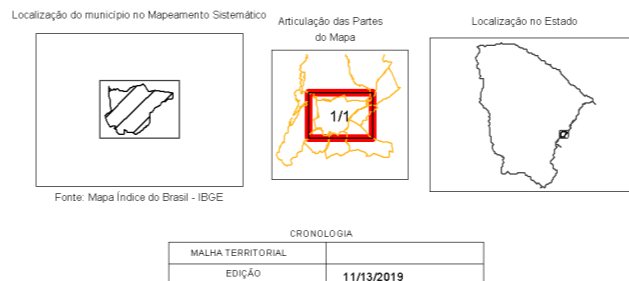 Localização do município no Mapeamento Sistemático
Articulação das Partes
do Mapa
Localização no Estado
1/1
Fonte: Mapa Índice do Brasil - IBGE
CRONOLOGIA
MALHA TERRITORIAL
EDIÇÃO 11/13/2019